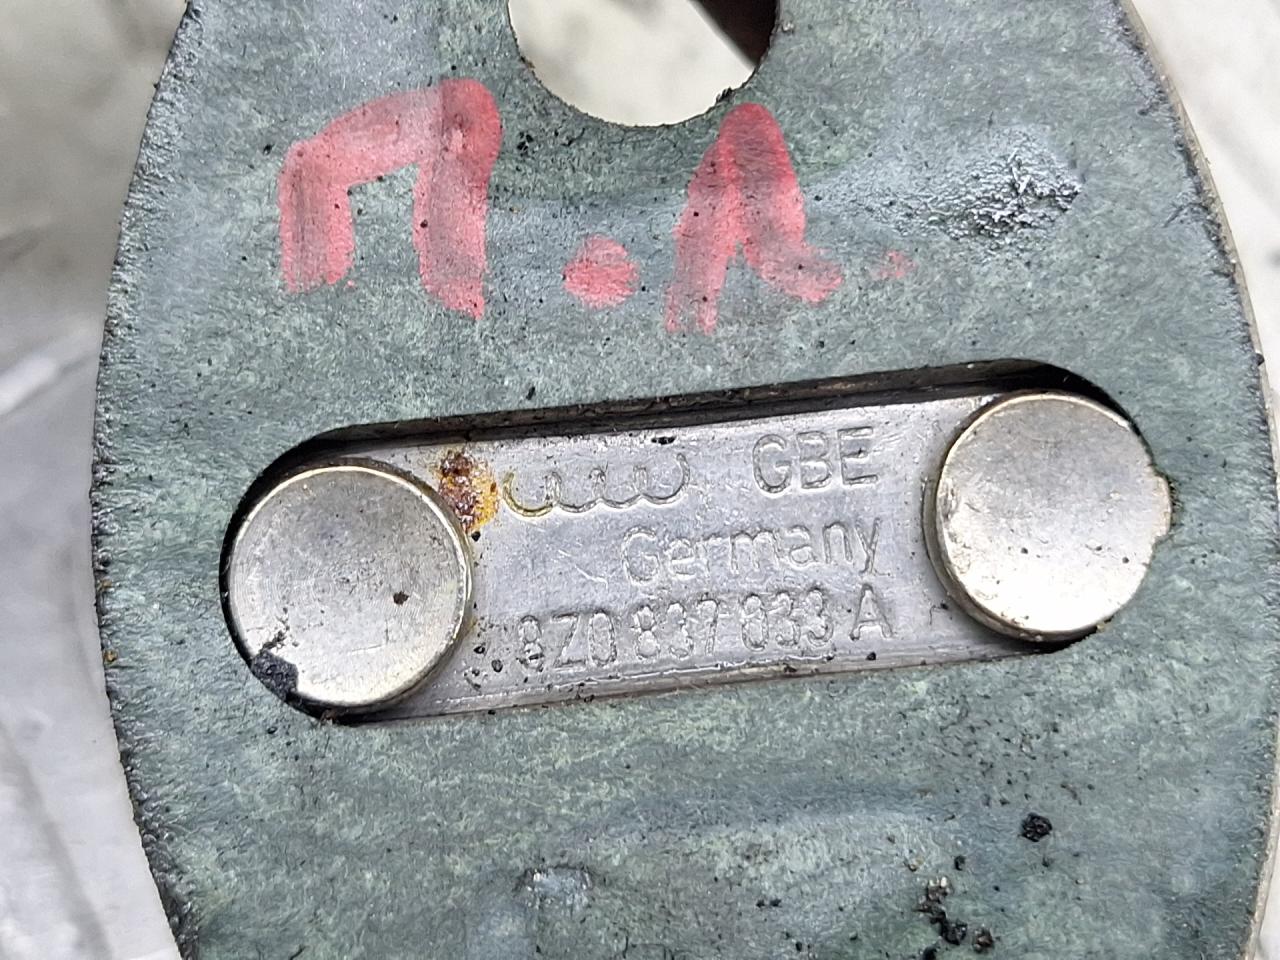 П.Л.
GBE
Germany
8Z0 837 033 A